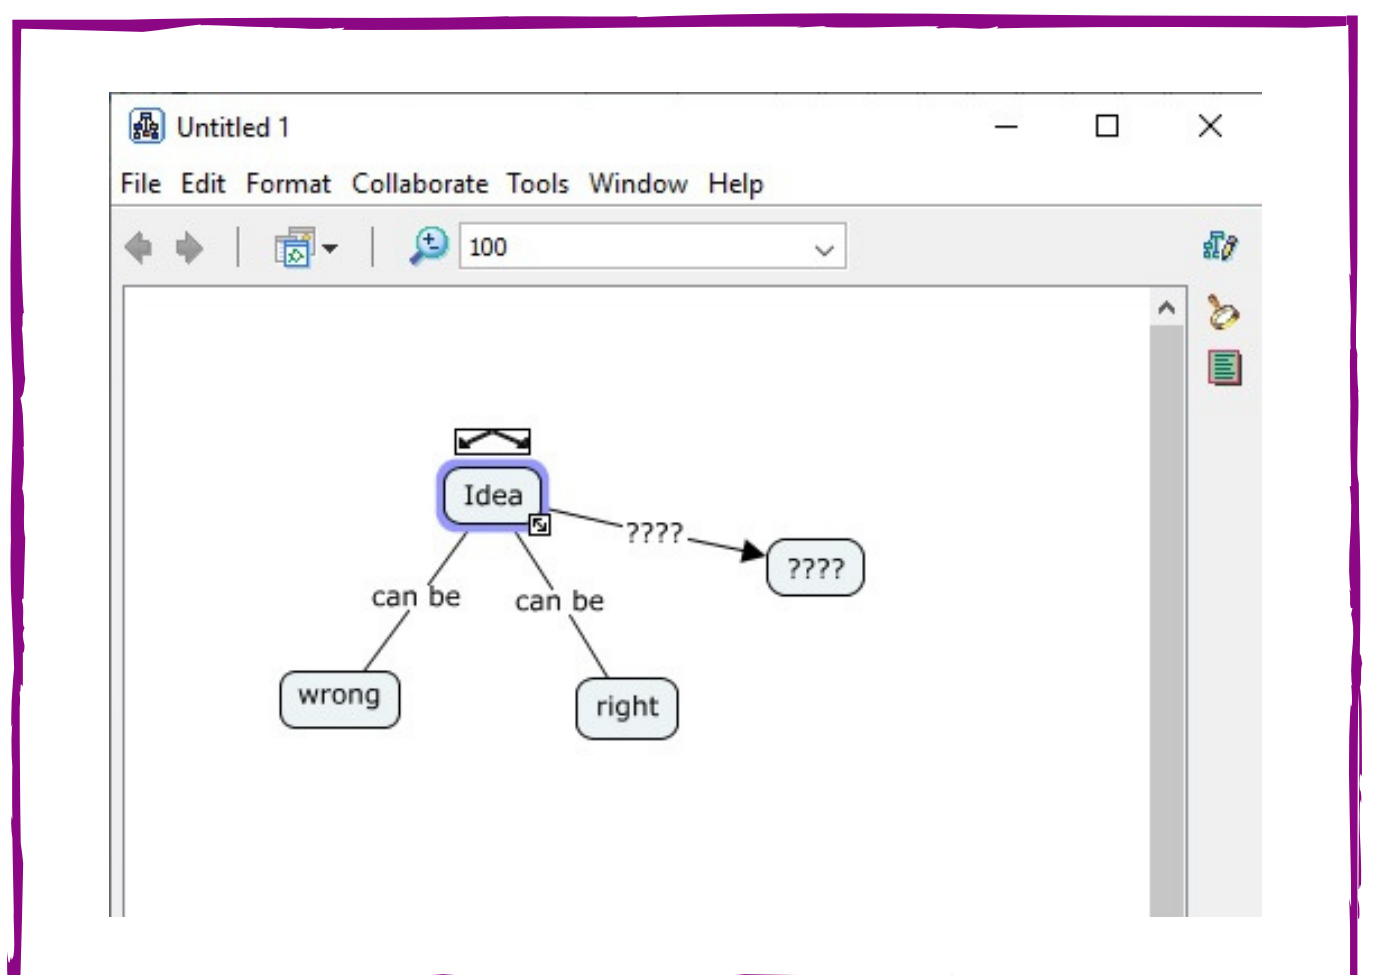 Untitled 1
File Edit Format Collaborate Tools Window Help
100
Idea
????
????
can be
can be
wrong
right